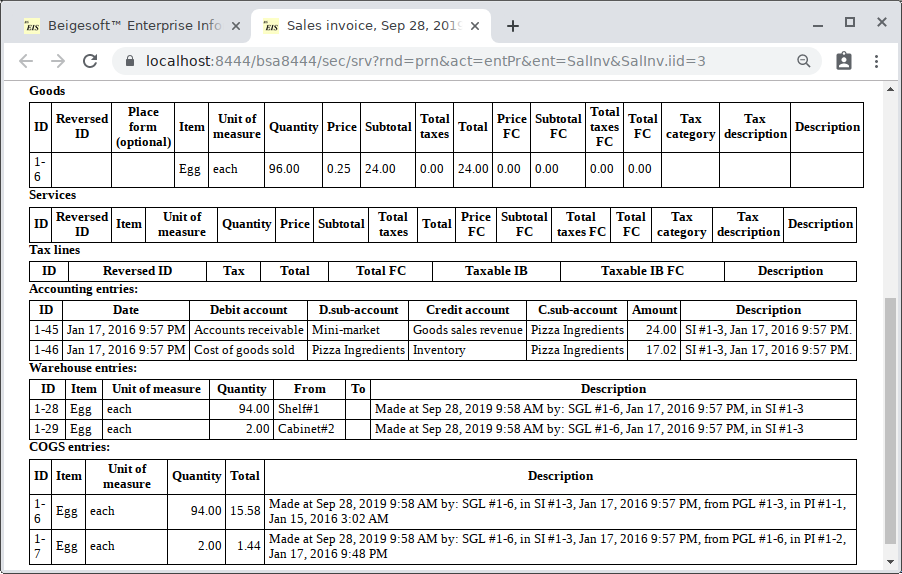 EIS Beigesoft™ Enterprise Info
EIS Sales invoice, Sep 28, 2019
localhost:8444/bsa8444/sec/srv?rnd=prn&act=entPr&ent=SalInv&SalInv.iid=3
Goods
ID Reversed ID Place form (optional) Item Unit of measure Quantity Price Subtotal Total taxes Total Price FC Subtotal FC Total taxes FC Total FC Tax category Tax description Description
1-6 Egg each 96.00 0.25 24.00 0.00 24.00 0.00 0.00 0.00 0.00
Services
ID Reversed ID Item Unit of measure Quantity Price Subtotal Total taxes Total Price FC Subtotal FC Total taxes FC Total FC Tax category Tax description Description
Tax lines
ID Reversed ID Tax Total Total FC Taxable IB Taxable IB FC Description
Accounting entries:
ID Date Debit account D.sub-account Credit account C.sub-account Amount Description
1-45 Jan 17, 2016 9:57 PM Accounts receivable Mini-market Goods sales revenue Pizza Ingredients 24.00 SI #1-3, Jan 17, 2016 9:57 PM.
1-46 Jan 17, 2016 9:57 PM Cost of goods sold Pizza Ingredients Inventory Pizza Ingredients 17.02 SI #1-3, Jan 17, 2016 9:57 PM.
Warehouse entries:
ID Item Unit of measure Quantity From To Description
1-28 Egg each 94.00 Shelf#1 Made at Sep 28, 2019 9:58 AM by: SGL #1-6, Jan 17, 2016 9:57 PM, in SI #1-3
1-29 Egg each 2.00 Cabinet#2 Made at Sep 28, 2019 9:58 AM by: SGL #1-6, Jan 17, 2016 9:57 PM, in SI #1-3
COGS entries:
ID Item Unit of measure Quantity Total Description
1-6 Egg each 94.00 15.58 Made at Sep 28, 2019 9:58 AM by: SGL #1-6, in SI #1-3, Jan 17, 2016 9:57 PM, from PGL #1-3, in PI #1-1,
Jan 15, 2016 3:02 AM
1-7 Egg each 2.00 1.44 Made at Sep 28, 2019 9:58 AM by: SGL #1-6, in SI #1-3, Jan 17, 2016 9:57 PM, from PGL #1-6, in PI #1-2,
Jan 17, 2016 9:48 PM